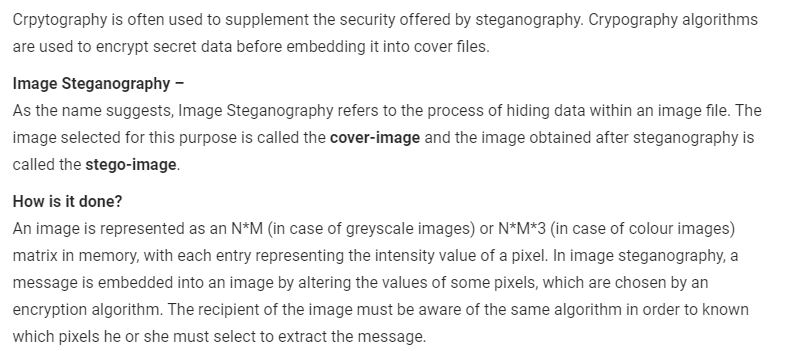 Crpytography is often used to supplement the security offered by steganography. Crypography algorithms
are used to encrypt secret data before embedding it into cover files.
Image Steganography –
As the name suggests, Image Steganography refers to the process of hiding data within an image file. The
image selected for this purpose is called the cover-image and the image obtained after steganography is
called the stego-image.
How is it done?
An image is represented as an N*M (in case of greyscale images) or N*M*3 (in case of colour images)
matrix in memory, with each entry representing the intensity value of a pixel. In image steganography, a
message is embedded into an image by altering the values of some pixels, which are chosen by an
encryption algorithm. The recipient of the image must be aware of the same algorithm in order to known
which pixels he or she must select to extract the message.